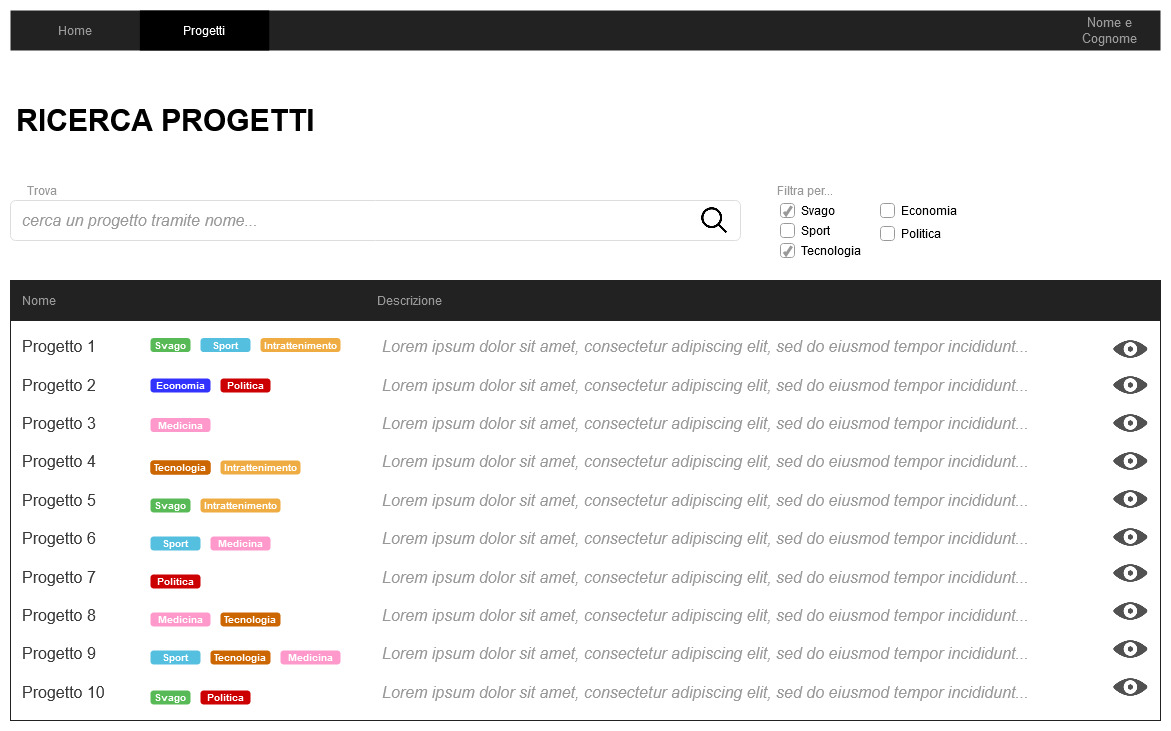 Home Progetti Nome e
Cognome
RICERCA PROGETTI
Trova Filtra per...
cerca un progetto tramite nome...
Svago Economia
Sport Politica
Tecnologia
Nome Descrizione
Progetto 1 Svago Sport Intrattenimento Lorem ipsum dolor sit amet, consectetur adipiscing elit, sed do eiusmod tempor incididunt...
Progetto 2 Economia Politica Lorem ipsum dolor sit amet, consectetur adipiscing elit, sed do eiusmod tempor incididunt...
Progetto 3 Medicina Lorem ipsum dolor sit amet, consectetur adipiscing elit, sed do eiusmod tempor incididunt...
Progetto 4 Tecnologia Intrattenimento Lorem ipsum dolor sit amet, consectetur adipiscing elit, sed do eiusmod tempor incididunt...
Progetto 5 Svago Intrattenimento Lorem ipsum dolor sit amet, consectetur adipiscing elit, sed do eiusmod tempor incididunt...
Progetto 6 Sport Medicina Lorem ipsum dolor sit amet, consectetur adipiscing elit, sed do eiusmod tempor incididunt...
Progetto 7 Politica Lorem ipsum dolor sit amet, consectetur adipiscing elit, sed do eiusmod tempor incididunt...
Progetto 8 Medicina Tecnologia Lorem ipsum dolor sit amet, consectetur adipiscing elit, sed do eiusmod tempor incididunt...
Progetto 9 Sport Tecnologia Medicina Lorem ipsum dolor sit amet, consectetur adipiscing elit, sed do eiusmod tempor incididunt...
Progetto 10 Svago Politica Lorem ipsum dolor sit amet, consectetur adipiscing elit, sed do eiusmod tempor incididunt...